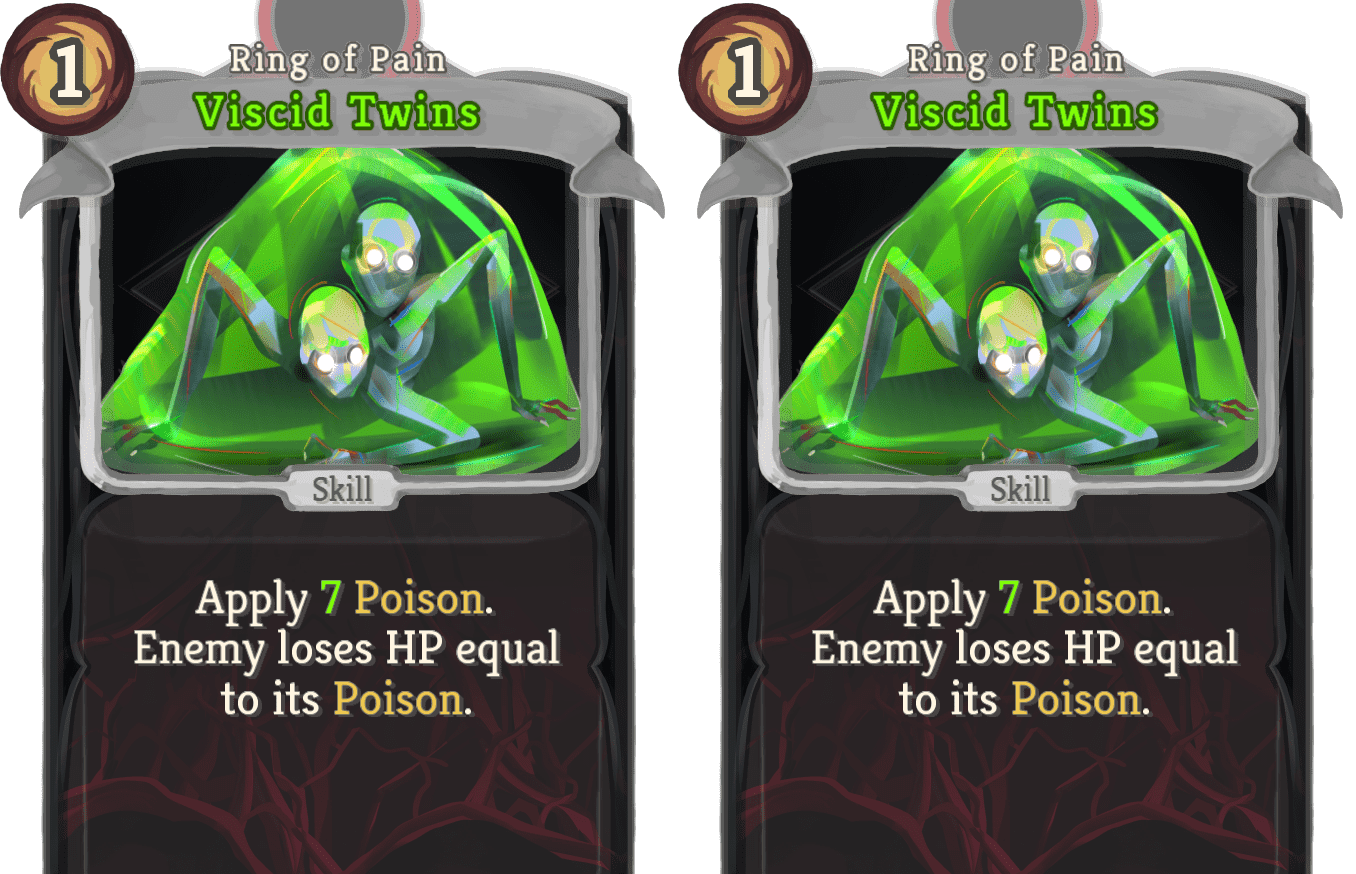 1
Ring of Pain
Viscid Twins
Skill
Apply 7 Poison.
Enemy loses HP equal
to its Poison.
1
Ring of Pain
Viscid Twins
Skill
Apply 7 Poison.
Enemy loses HP equal
to its Poison.